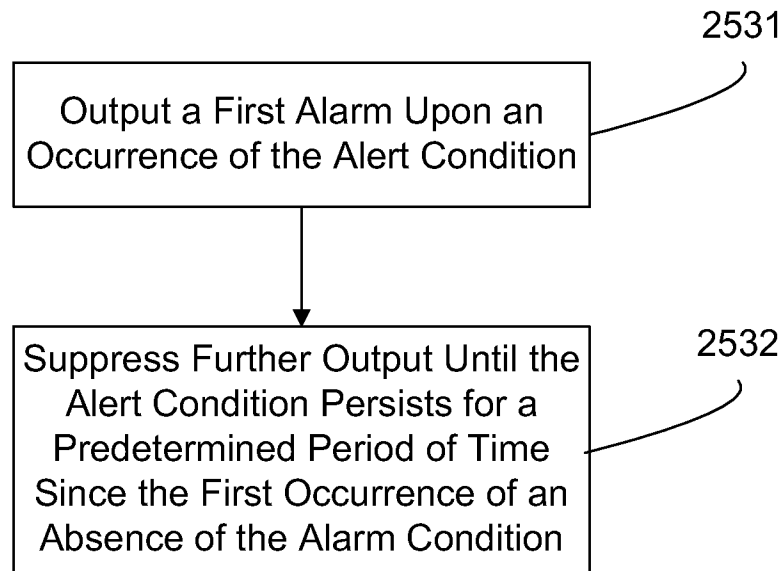 2531
Output a First Alarm Upon an
Occurrence of the Alert Condition
2532
Suppress Further Output Until the
Alert Condition Persists for a
Predetermined Period of Time
Since the First Occurrence of an
Absence of the Alarm Condition